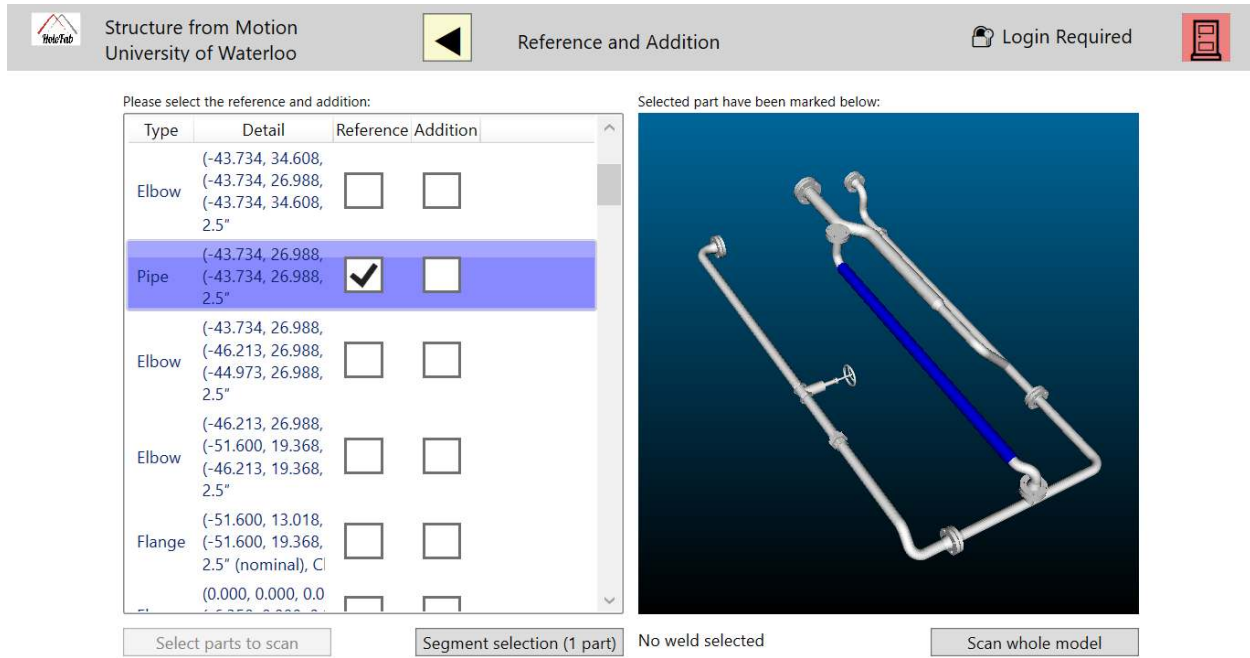 HoloFab
Structure from Motion
University of Waterloo
Reference and Addition
Login Required
Please select the reference and addition:
Selected part have been marked below:
Type Detail Reference Addition
(-43.734, 34.608,
Elbow (-43.734, 26.988,
(-43.734, 34.608,
2.5"
(-43.734, 26.988,
Pipe (-43.734, 26.988,
2.5"
(-43.734, 26.988,
Elbow (-46.213, 26.988,
(-44.973, 26.988,
2.5"
(-46.213, 26.988,
Elbow (-51.600, 19.368,
(-46.213, 19.368,
2.5"
(-51.600, 13.018,
Flange (-51.600, 19.368,
2.5" (nominal), Cl
(0.000, 0.000, 0.0
Select parts to scan
Segment selection (1 part)
No weld selected
Scan whole model